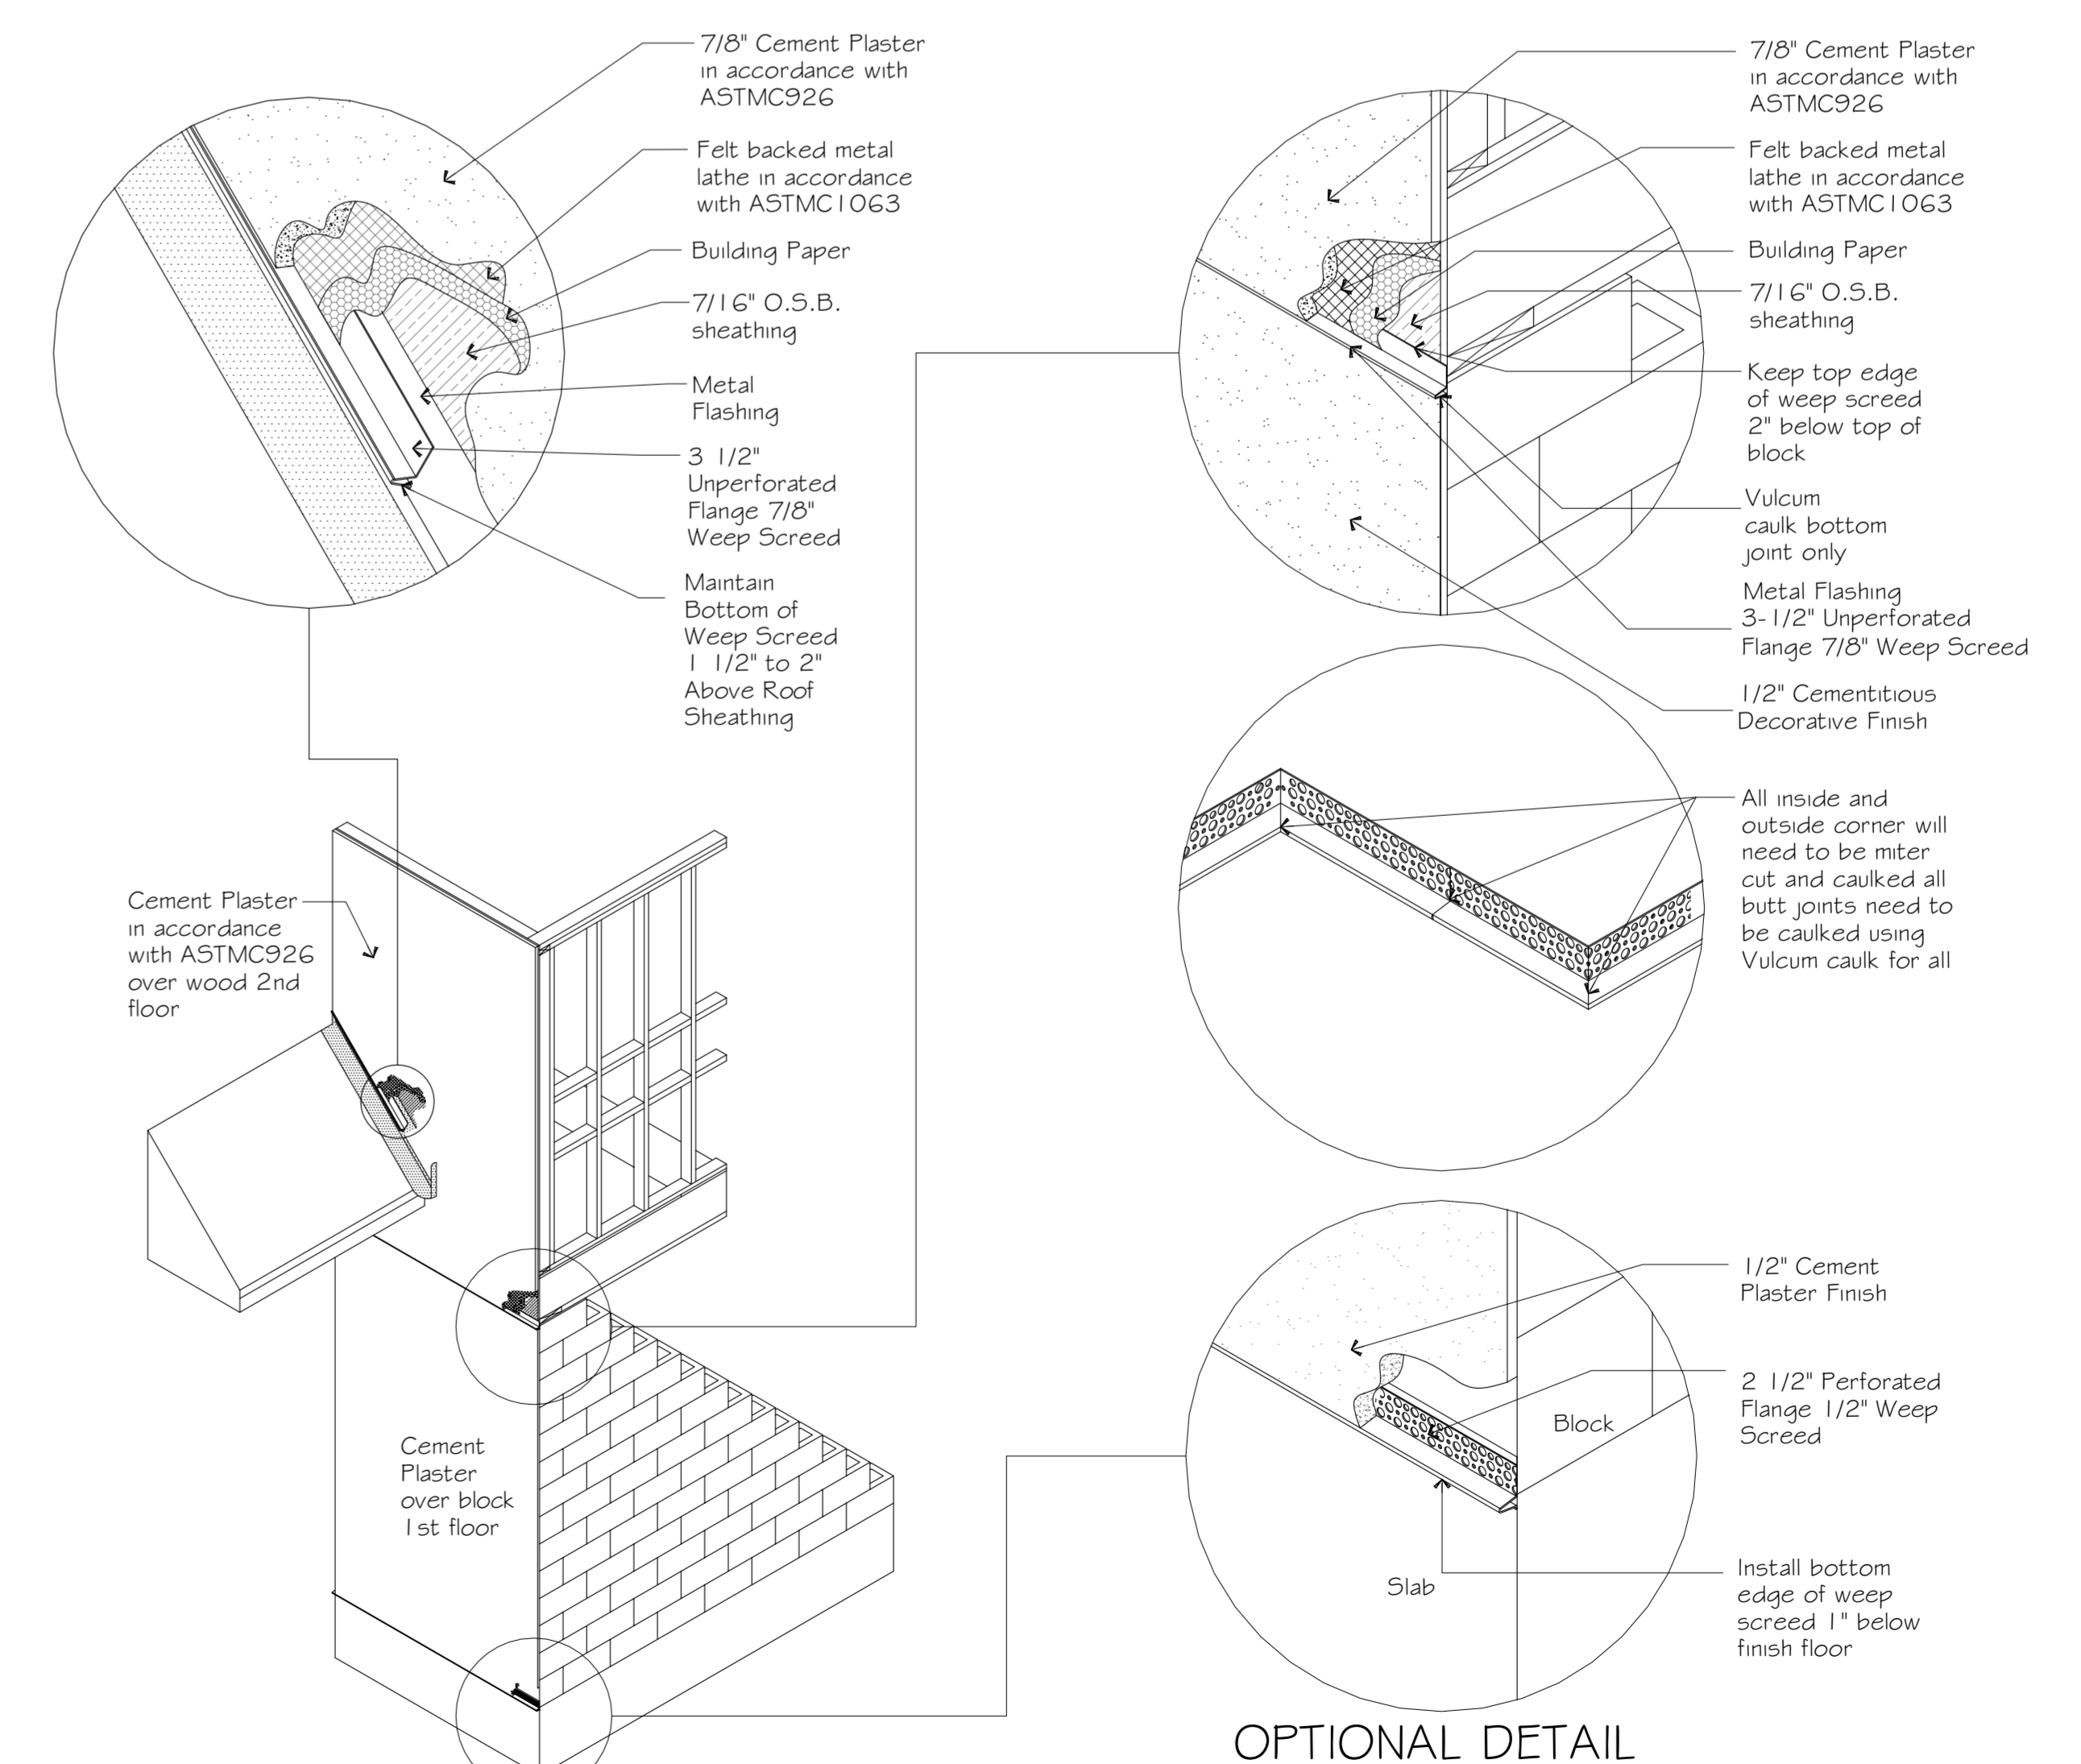 7/8" Cement Plaster
in accordance with
ASTMC926
Felt backed metal
lathe in accordance
with ASTMC1063
Building Paper
7/16" O.S.B.
sheathing
Metal
Flashing
3 1/2"
Unperforated
Flange 7/8"
Weep Screed
Maintain
Bottom of
Weep Screed
1 1/2" to 2"
Above Roof
Sheathing
Cement Plaster
in accordance
with ASTMC926
over wood 2nd
floor
Cement
Plaster
over block
1st floor
7/8" Cement Plaster
in accordance with
ASTMC926
Felt backed metal
lathe in accordance
with ASTMC1063
Building Paper
7/16" O.S.B.
sheathing
Keep top edge
of weep screed
2" below top of
block
Vulcum
caulk bottom
joint only
Metal Flashing
3-1/2" Unperforated
Flange 7/8" Weep Screed
1/2" Cementitious
Decorative Finish
All inside and
outside corner will
need to be miter
cut and caulked all
butt joints need to
be caulked using
Vulcum caulk for all
1/2" Cement
Plaster Finish
2 1/2" Perforated
Flange 1/2" Weep
Screed
Block
Slab
Install bottom
edge of weep
screed 1" below
finish floor
OPTIONAL DETAIL